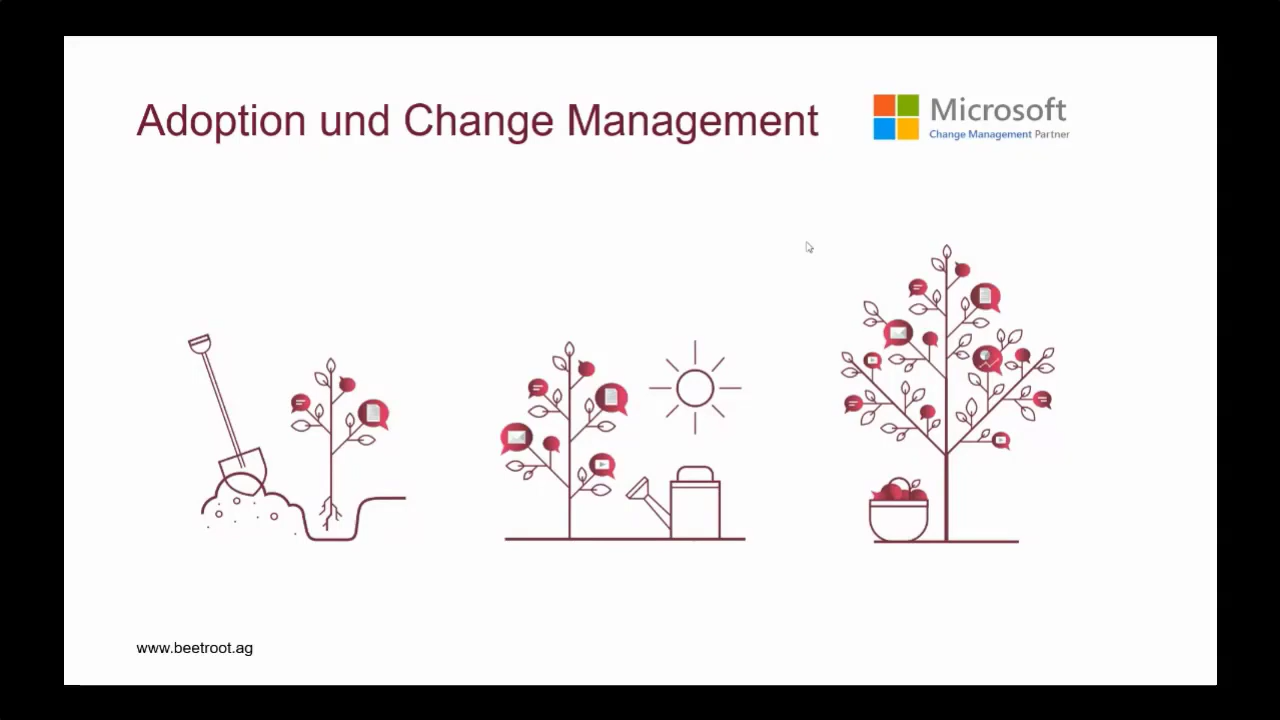 Adoption und Change Management
Microsoft
Change Management Partner
www.beetroot.ag